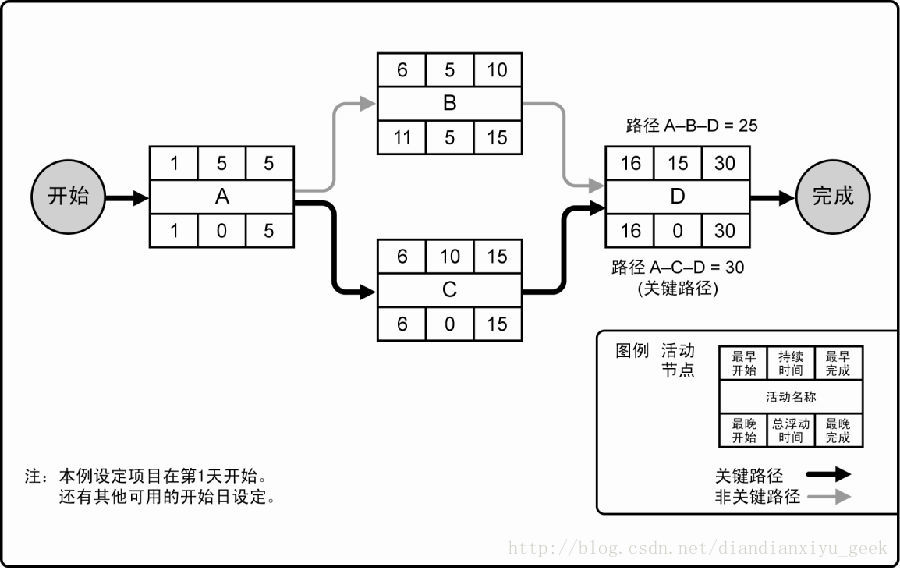 6 5 10
B
11 5 15
路径 A–B–D = 25
开始
1 5 5
A
1 0 5
16 15 30
D
16 0 30
完成
6 10 15
C
6 0 15
路径 A–C–D = 30
(关键路径)
图例 活动
节点
最早 持续 最早
开始 时间 完成
活动名称
最晚 总浮动 最晚
开始 时间 完成
关键路径
非关键路径
注：本例设定项目在第1天开始。
还有其他可用的开始日设定。
http://blog.csdn.net/diandianxiyu_geek